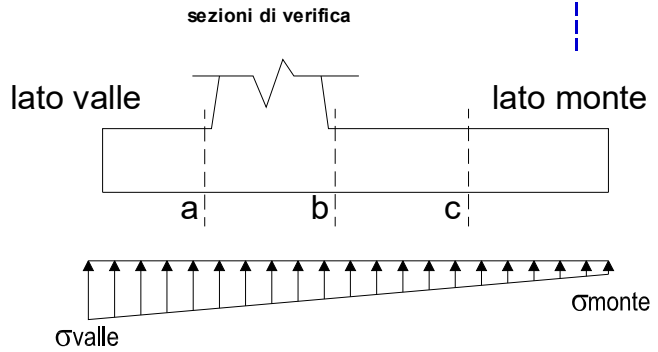 sezioni di verifica
lato valle
lato monte
a
b
c
σmonte
σvalle